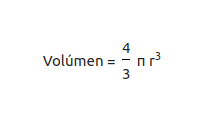 Volúmen = 4/3 π r³